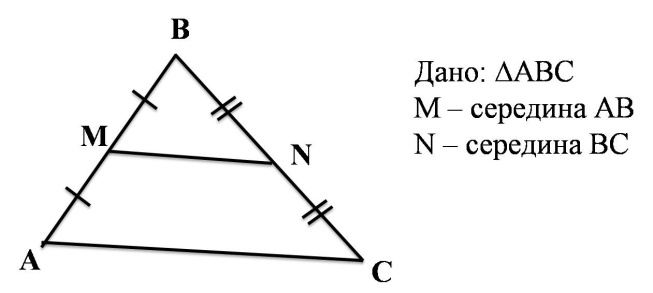 B
Дано: ΔABC
M – середина AB
M
N
N – середина BC
A
C